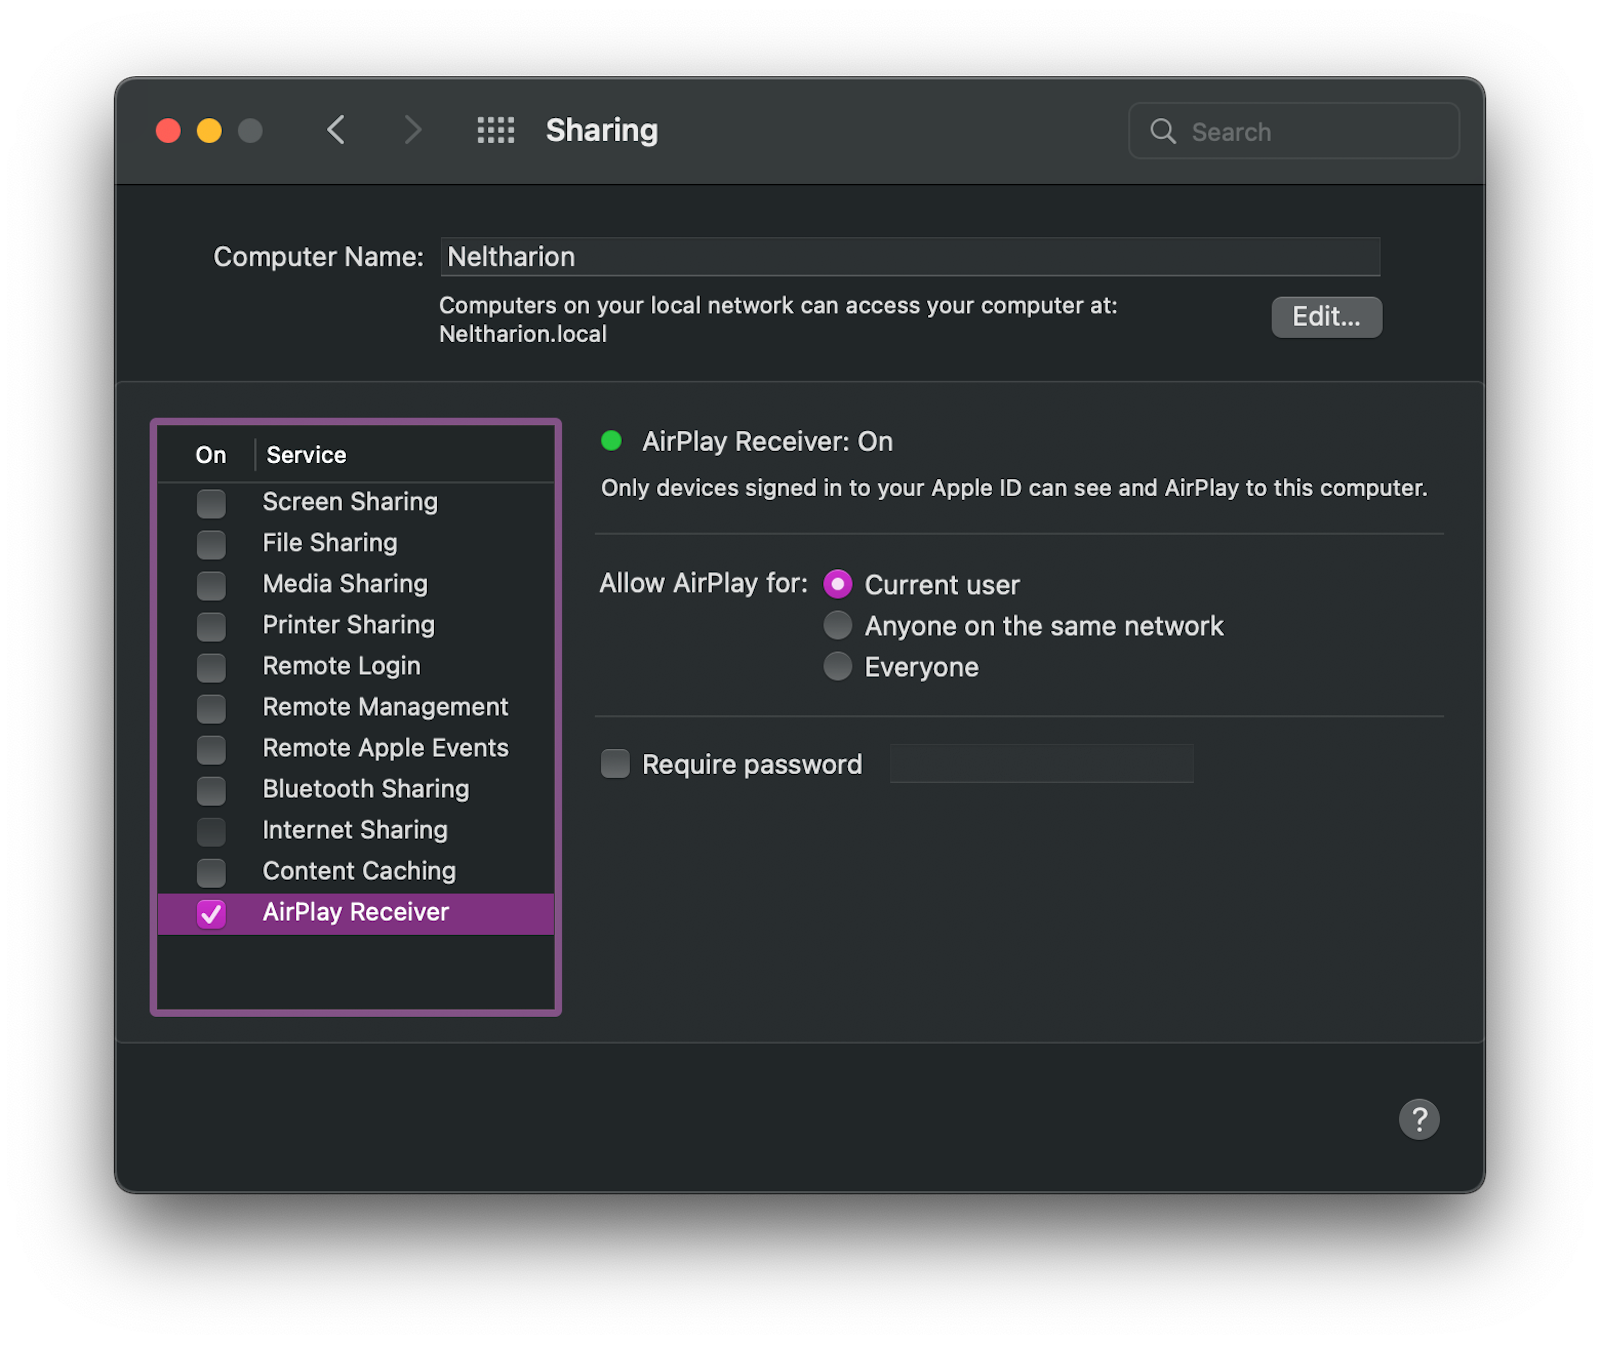 Sharing
Search
Computer Name: Neltharion
Computers on your local network can access your computer at:
Neltharion.local
Edit...
On Service
Screen Sharing
File Sharing
Media Sharing
Printer Sharing
Remote Login
Remote Management
Remote Apple Events
Bluetooth Sharing
Internet Sharing
Content Caching
AirPlay Receiver
AirPlay Receiver: On
Only devices signed in to your Apple ID can see and AirPlay to this computer.
Allow AirPlay for: Current user
Anyone on the same network
Everyone
Require password
?